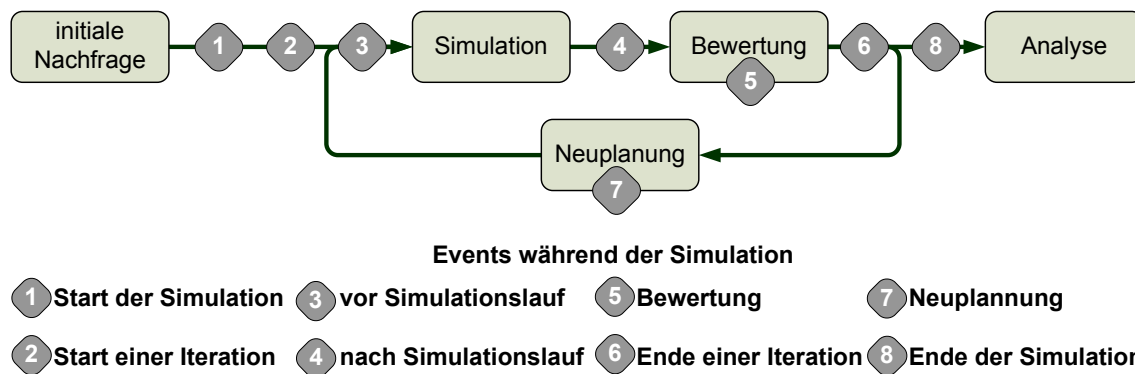 initiale
Nachfrage
1
2
3
Simulation
4
Bewertung
5
6
8
Analyse
Neuplanung
7
Events während der Simulation
1 Start der Simulation
3 vor Simulationslauf
5 Bewertung
7 Neuplannung
2 Start einer Iteration
4 nach Simulationslauf
6 Ende einer Iteration
8 Ende der Simulation